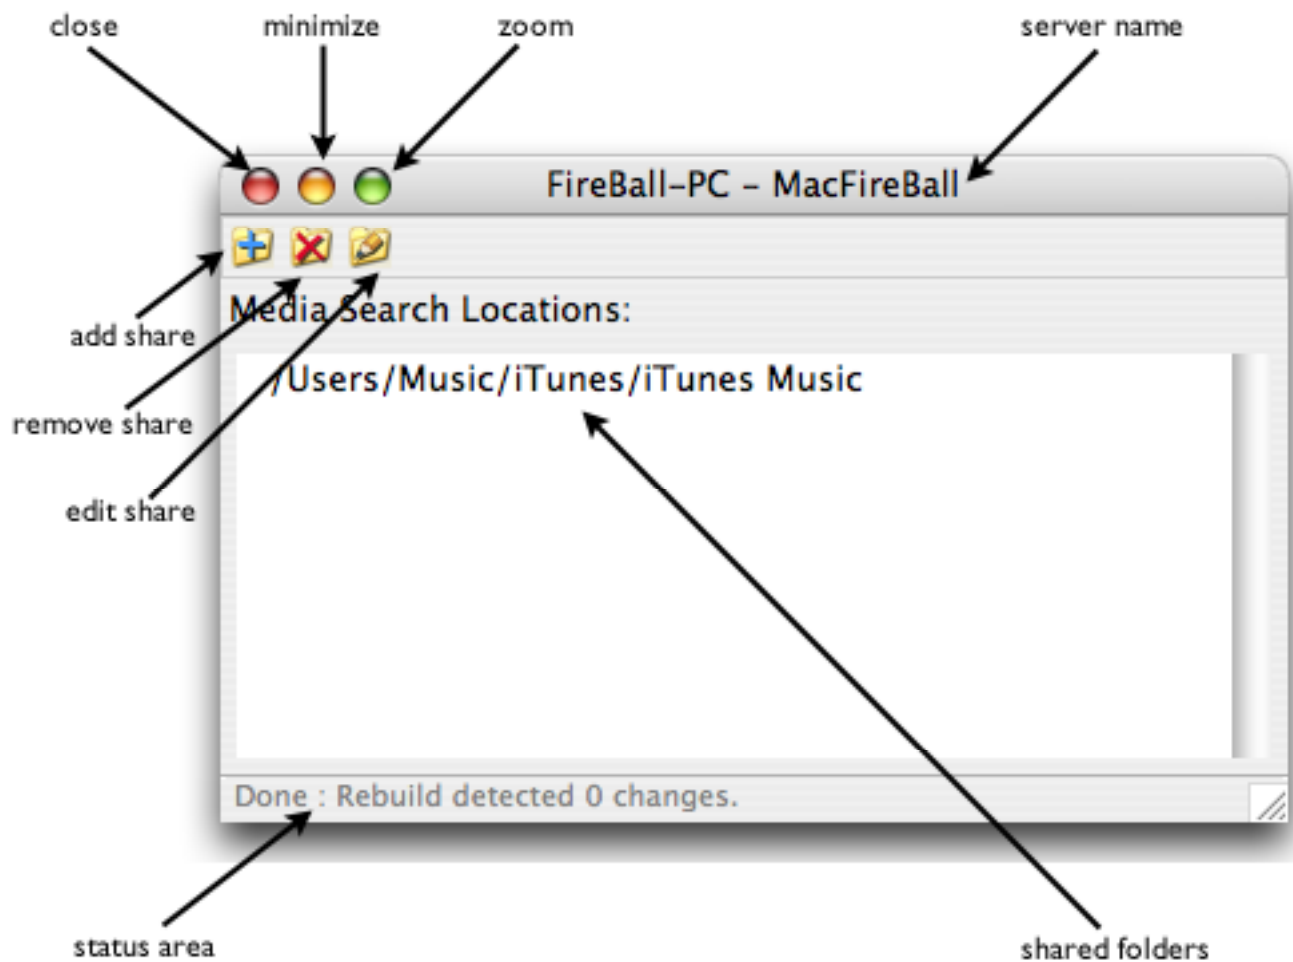 close minimize zoom server name
FireBall-PC - MacFireBall
Media Search Locations:
add share
/Users/Music/iTunes/iTunes Music
remove share
edit share
Done : Rebuild detected 0 changes.
status area shared folders